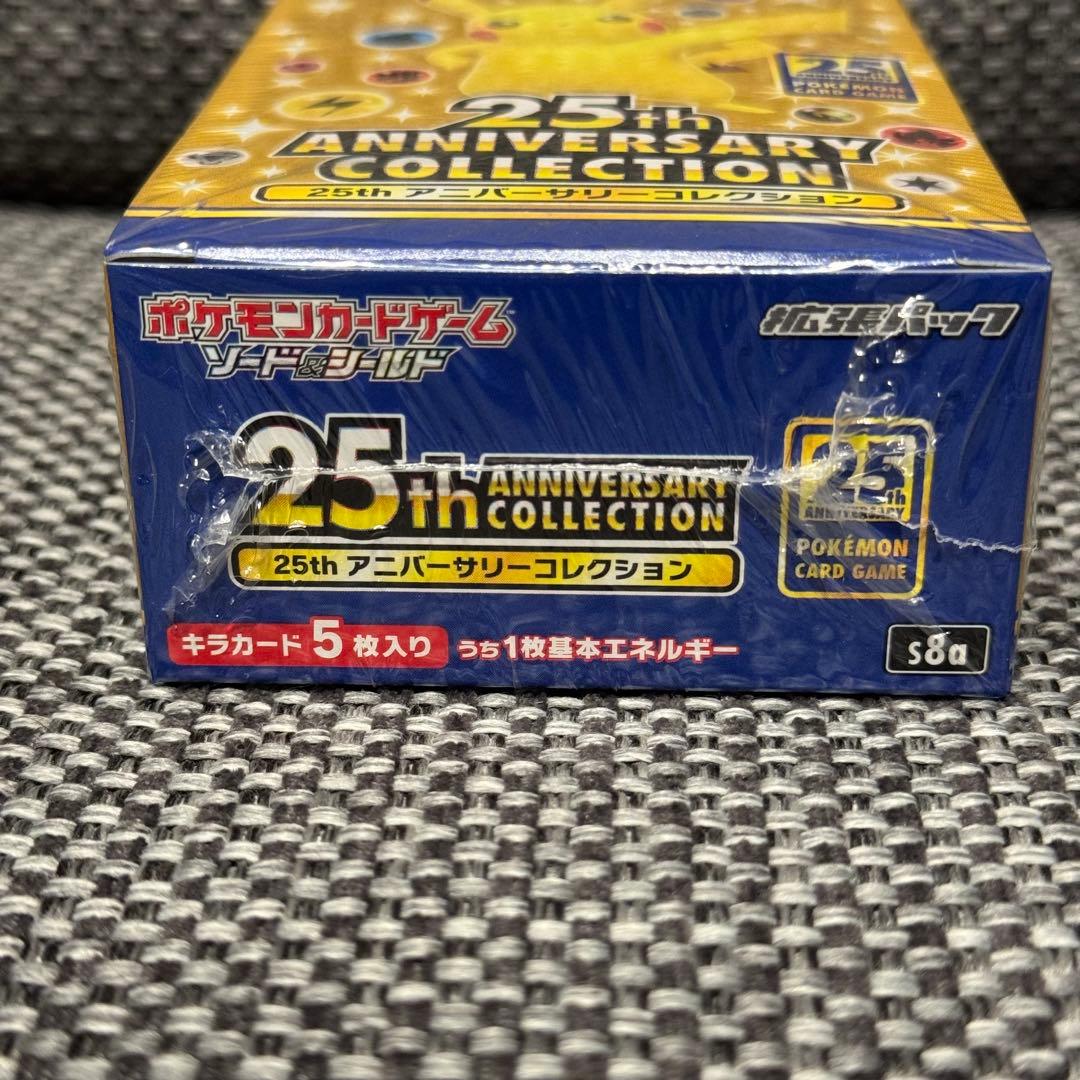 25
ANNIVERSARY
POKÉMON
CARD GAME
25th
ANNIVERSARY
COLLECTION
25th アニバーサリーコレクション
ポケモンカードゲーム
ソード&シールド
拡張パック
25th
ANNIVERSARY
COLLECTION
25th アニバーサリーコレクション
25th
ANNIVERSARY
POKÉMON
CARD GAME
キラカード5枚入り うち1枚基本エネルギー
s8a